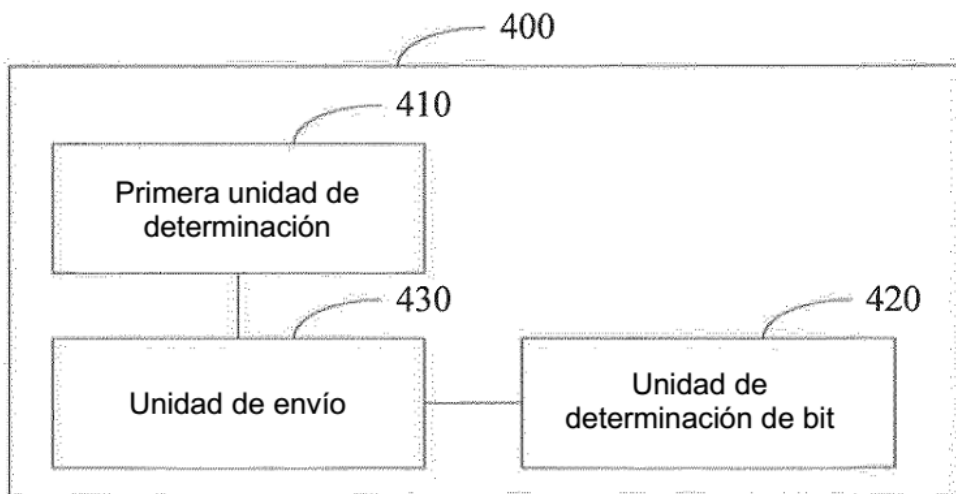 400
410
Primera unidad de
determinación
430
420
Unidad de envío
Unidad de
determinación de bit